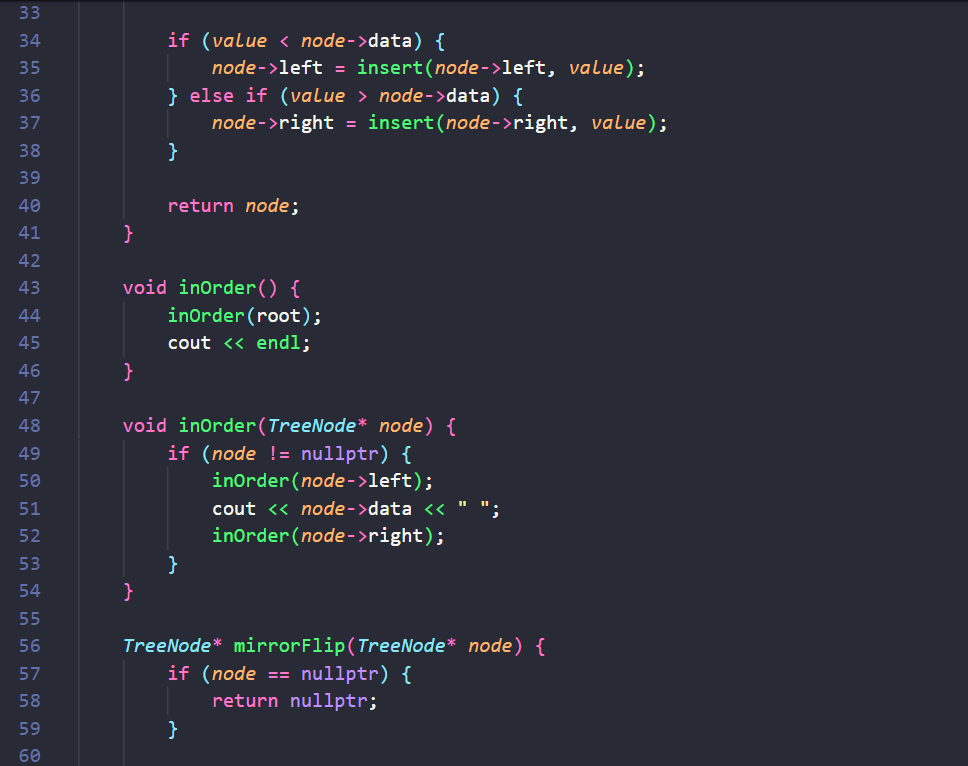 33
34 if (value < node->data) {
35 node->left = insert(node->left, value);
36 } else if (value > node->data) {
37 node->right = insert(node->right, value);
38 }
39
40 return node;
41 }
42
43 void inOrder() {
44 inOrder(root);
45 cout << endl;
46 }
47
48 void inOrder(TreeNode* node) {
49 if (node != nullptr) {
50 inOrder(node->left);
51 cout << node->data << " ";
52 inOrder(node->right);
53 }
54 }
55
56 TreeNode* mirrorFlip(TreeNode* node) {
57 if (node == nullptr) {
58 return nullptr;
59 }
60